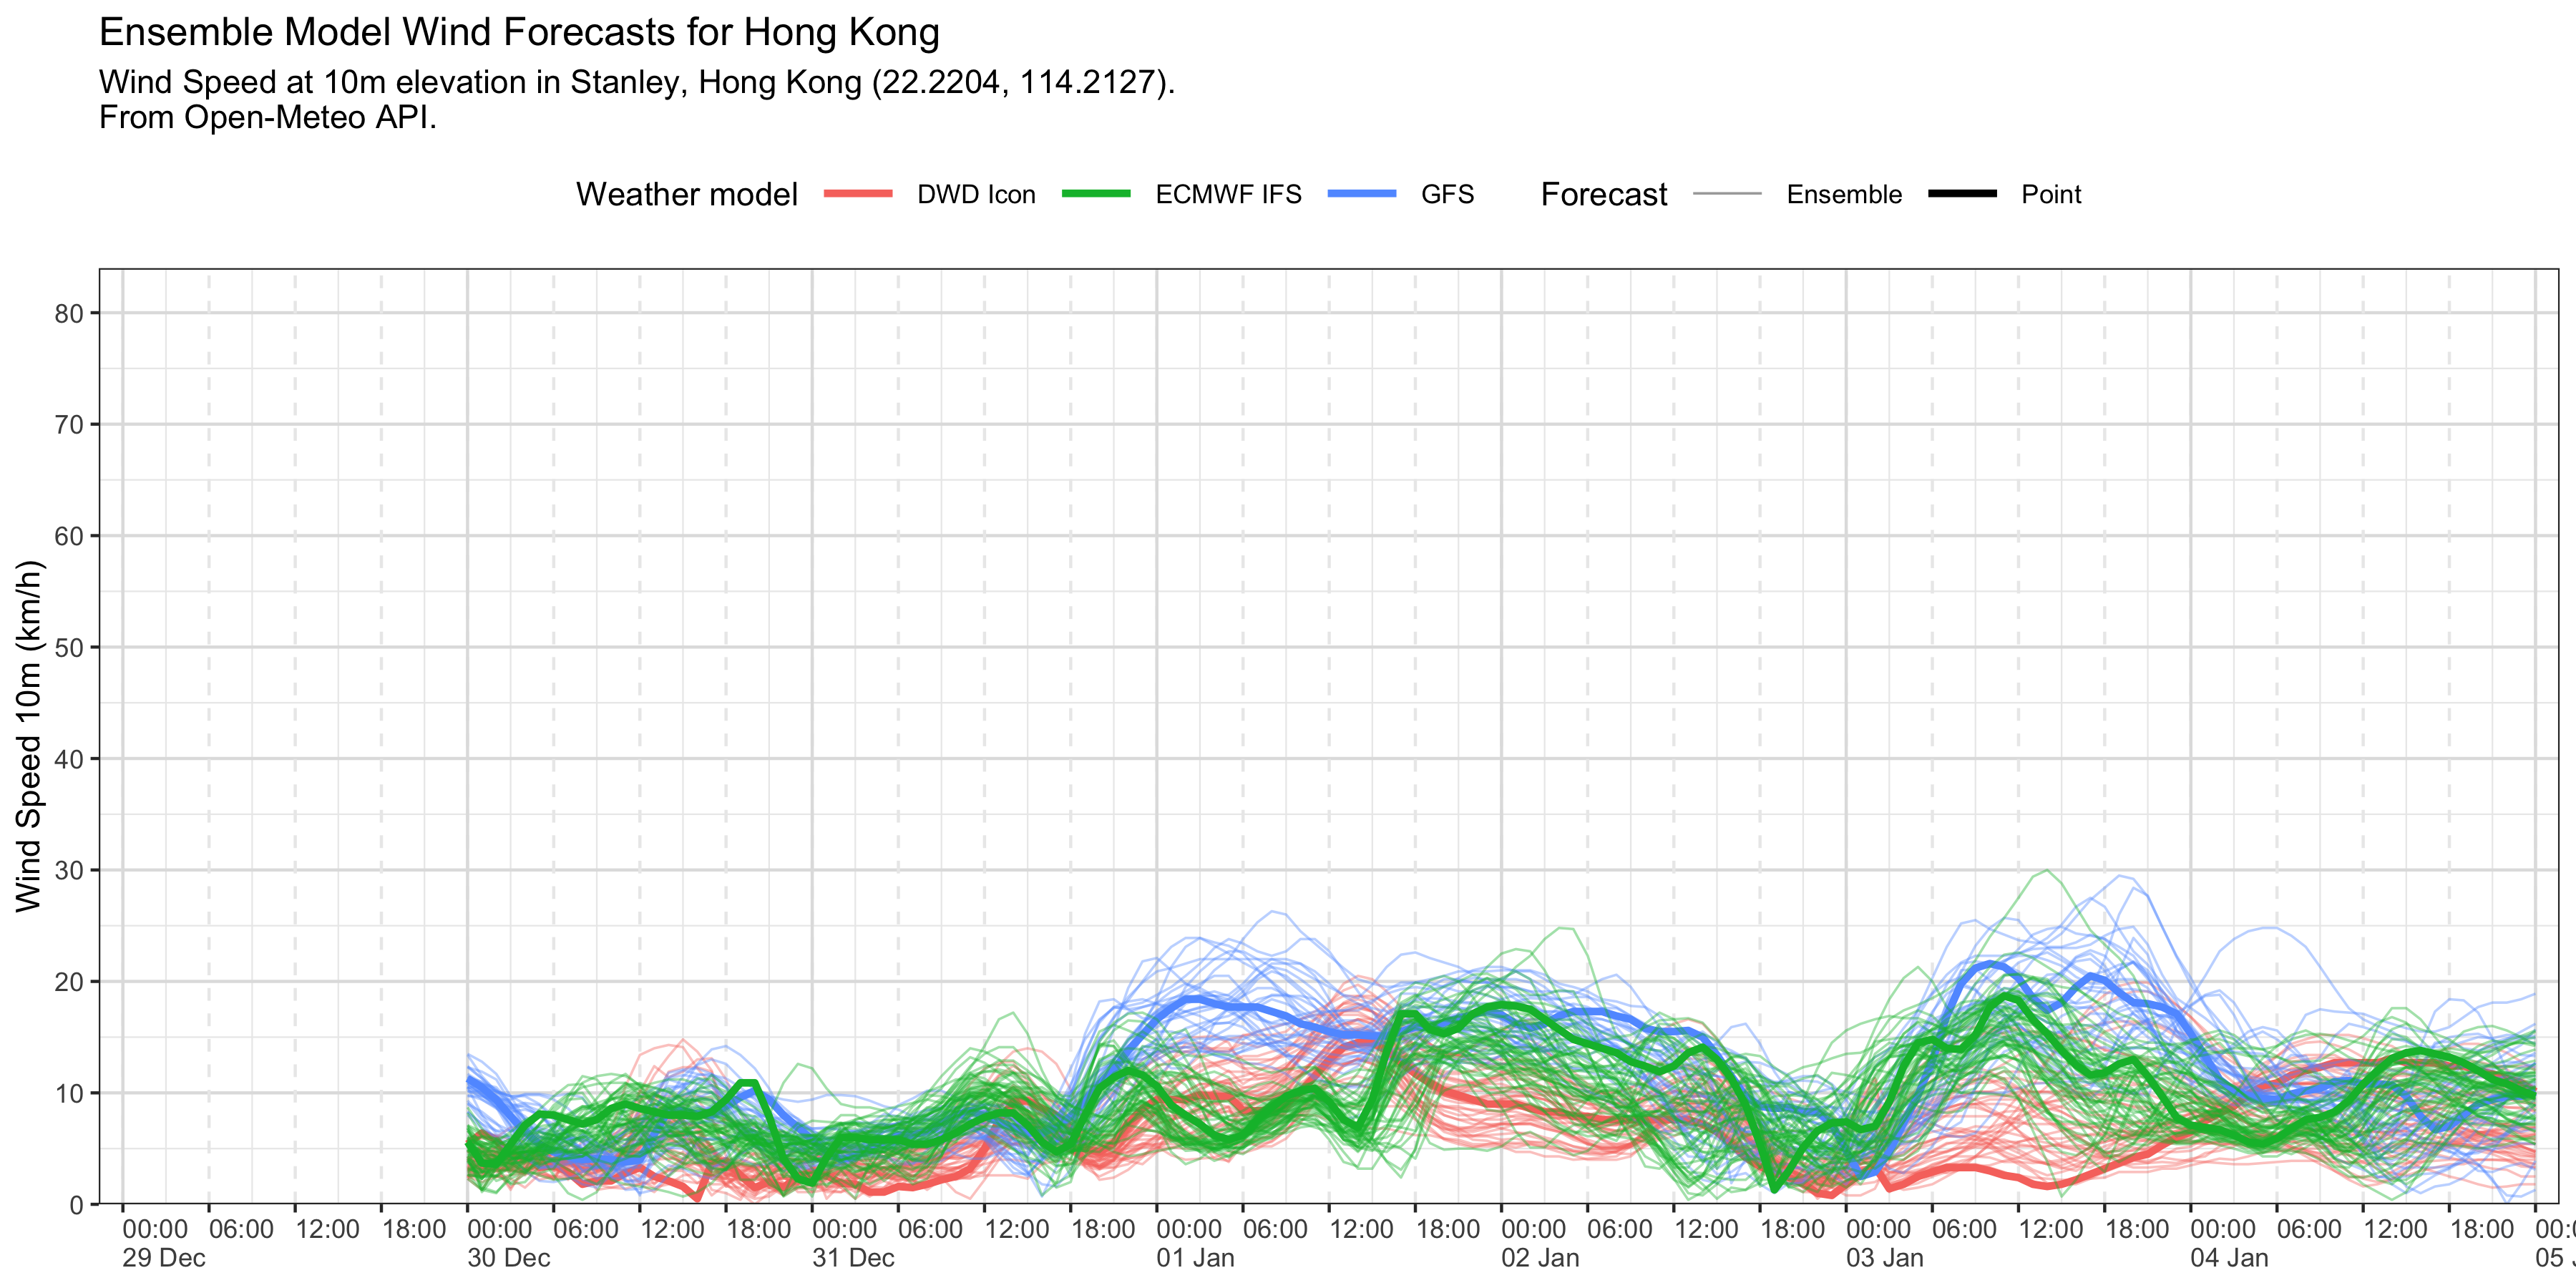 Ensemble Model Wind Forecasts for Hong Kong
Wind Speed at 10m elevation in Stanley, Hong Kong (22.2204, 114.2127).
From Open-Meteo API.
Weather model DWD Icon ECMWF IFS GFS Forecast Ensemble Point
Wind Speed 10m (km/h)
80
70
60
50
40
30
20
10
0
00:00 06:00 12:00 18:00 00:00 06:00 12:00 18:00 00:00 06:00 12:00 18:00 00:00 06:00 12:00 18:00 00:00 06:00 12:00 18:00 00:00 06:00 12:00 18:00 00:00 06:00 12:00 18:00 00:
29 Dec 30 Dec 31 Dec 01 Jan 02 Jan 03 Jan 04 Jan 05